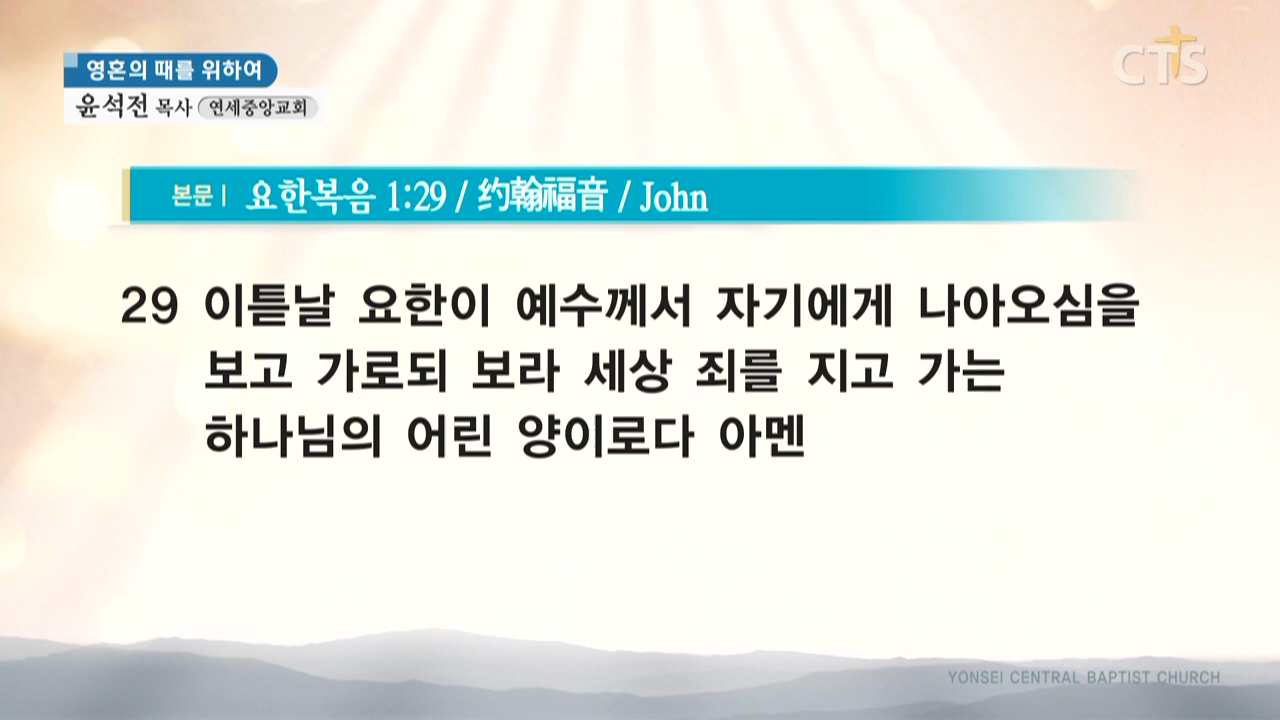 영혼의 때를 위하여
CTS
윤석전 목사 연세중앙교회
본문 | 요한복음 1:29 / 约翰福音 / John
29 이튿날 요한이 예수께서 자기에게 나아오심을
보고 가로되 보라 세상 죄를 지고 가는
하나님의 어린 양이로다 아멘
YONSEI CENTRAL BAPTIST CHURCH